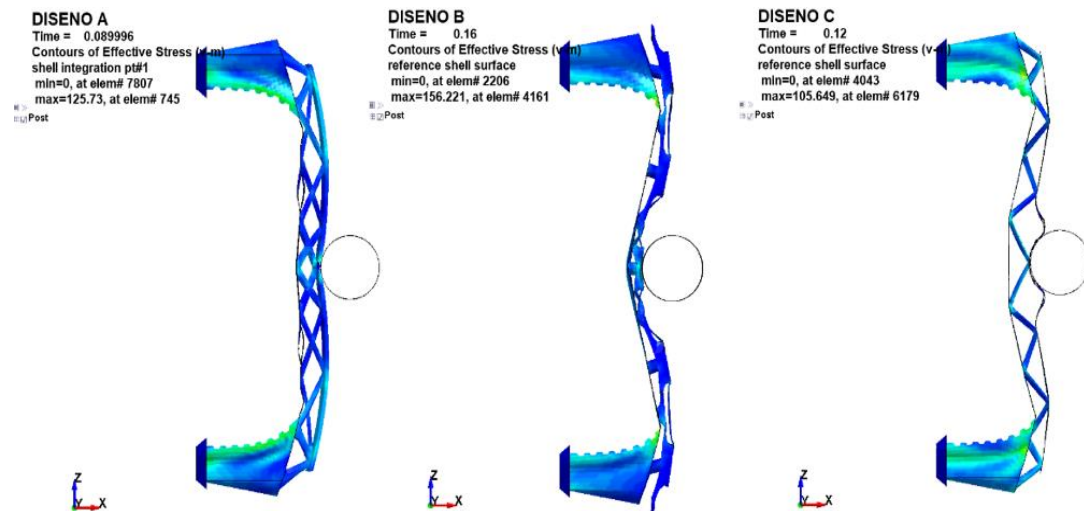 DISENO A
Time = 0.089996
Contours of Effective Stress (v-m)
shell integration pt#1
min=0, at elem# 7807
max=125.73, at elem# 745
Post
Z
Y X
DISENO B
Time = 0.16
Contours of Effective Stress (v-m)
reference shell surface
min=0, at elem# 2206
max=156.221, at elem# 4161
Post
Z
Y X
DISENO C
Time = 0.12
Contours of Effective Stress (v-m)
reference shell surface
min=0, at elem# 4043
max=105.649, at elem# 6179
Post
Z
Y X